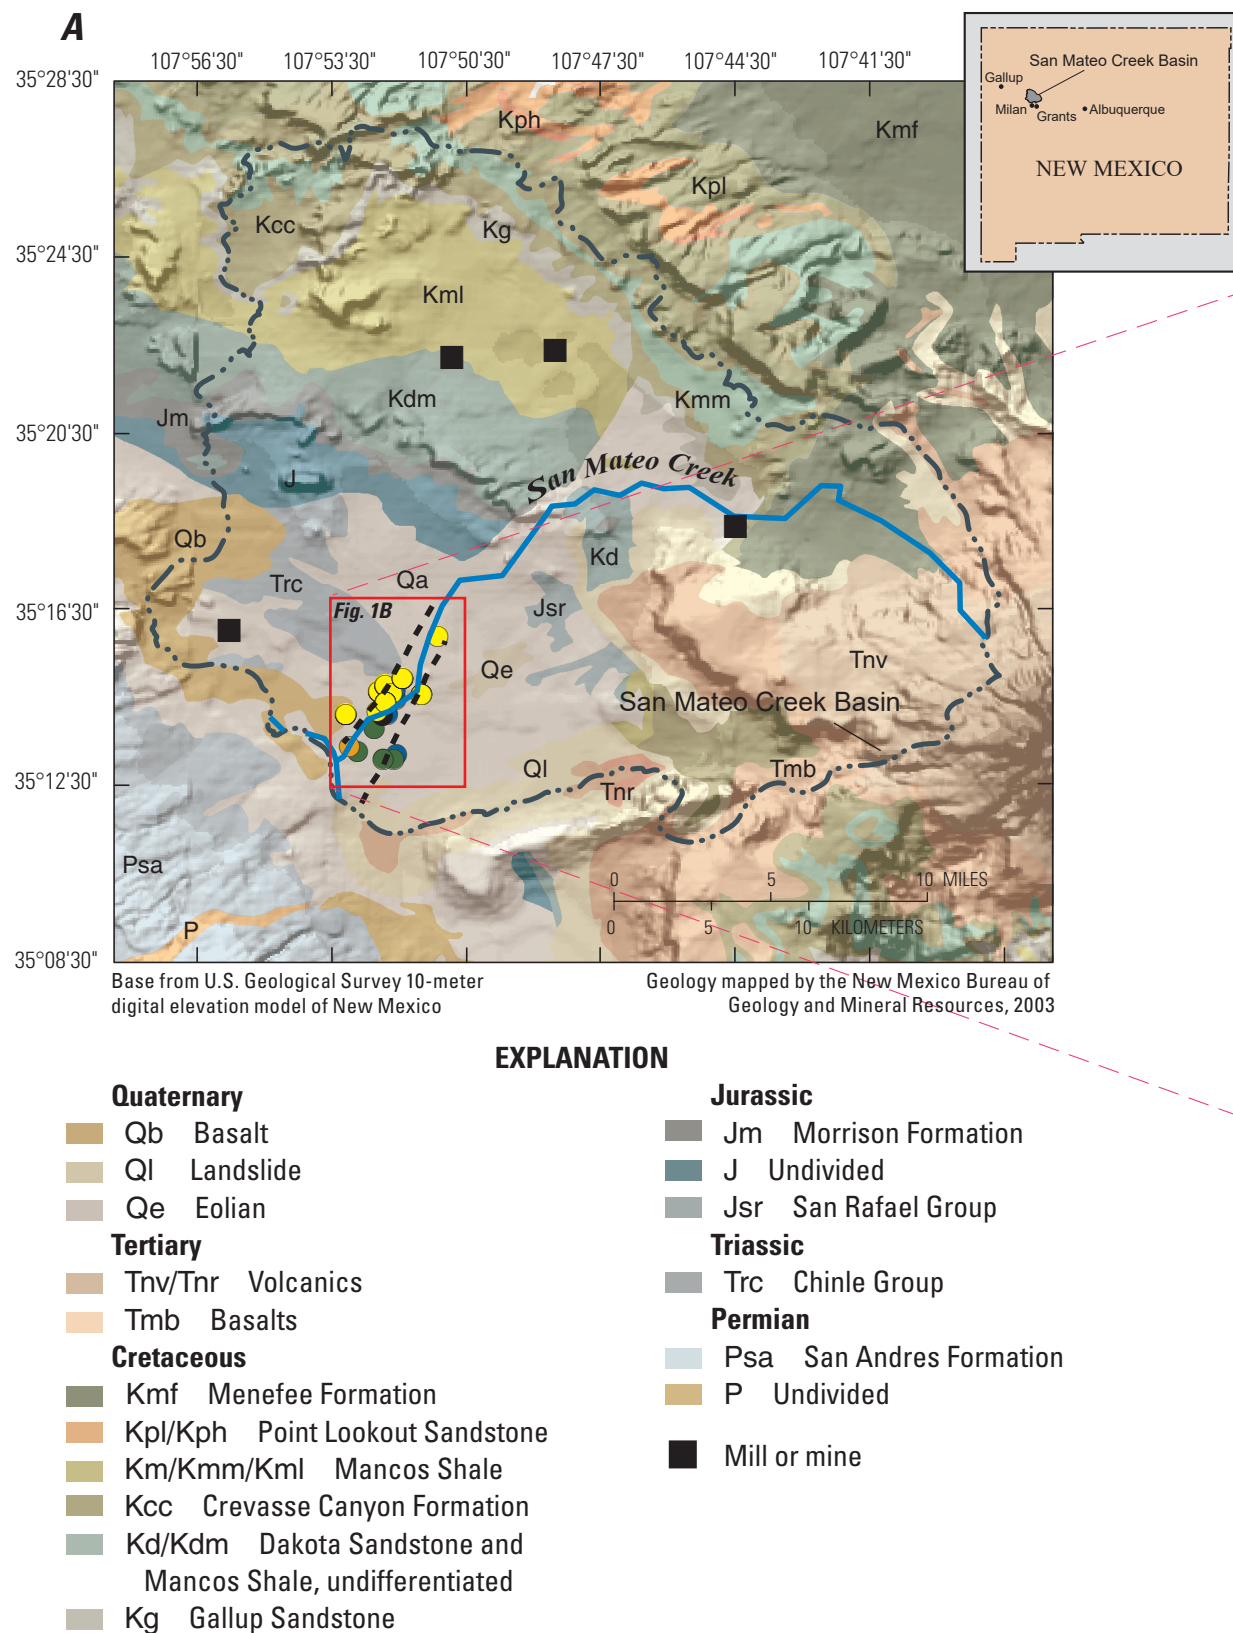 A
107°56'30"
107°53'30"
107°50'30"
107°47'30"
107°44'30"
107°41'30"
35°28'30"
35°24'30"
35°20'30"
35°16'30"
35°12'30"
35°08'30"
San Mateo Creek Basin
Gallup
Milan
Grants
Albuquerque
NEW MEXICO
Kph
Kmf
Kpl
Kcc
Kg
Kml
Kdm
Kmm
Jm
San Mateo Creek
J
Qb
Kd
Trc
Qa
Fig. 1B
Jsr
Qe
Tnv
San Mateo Creek Basin
Ql
Tmb
Tnr
Psa
P
0 5 10 MILES
0 5 10 KILOMETERS
Base from U.S. Geological Survey 10-meter
digital elevation model of New Mexico
Geology mapped by the New Mexico Bureau of
Geology and Mineral Resources, 2003
EXPLANATION
Quaternary
Qb Basalt
Ql Landslide
Qe Eolian
Tertiary
Tnv/Tnr Volcanics
Tmb Basalts
Cretaceous
Kmf Menefee Formation
Kpl/Kph Point Lookout Sandstone
Km/Kmm/Kml Mancos Shale
Kcc Crevasse Canyon Formation
Kd/Kdm Dakota Sandstone and
Mancos Shale, undifferentiated
Kg Gallup Sandstone
Jurassic
Jm Morrison Formation
J Undivided
Jsr San Rafael Group
Triassic
Trc Chinle Group
Permian
Psa San Andres Formation
P Undivided
Mill or mine